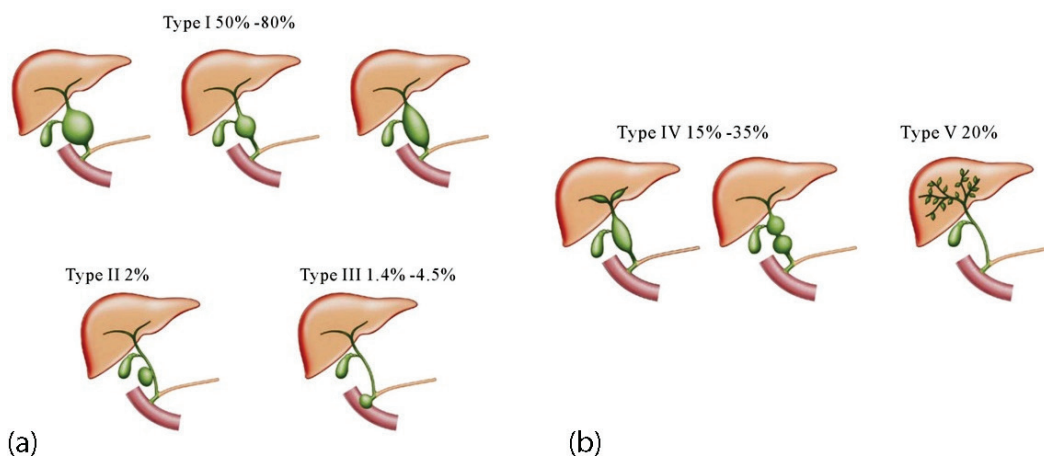 Type I 50% -80%
Type IV 15% -35%
Type V 20%
Type II 2%
Type III 1.4% -4.5%
(a)
(b)